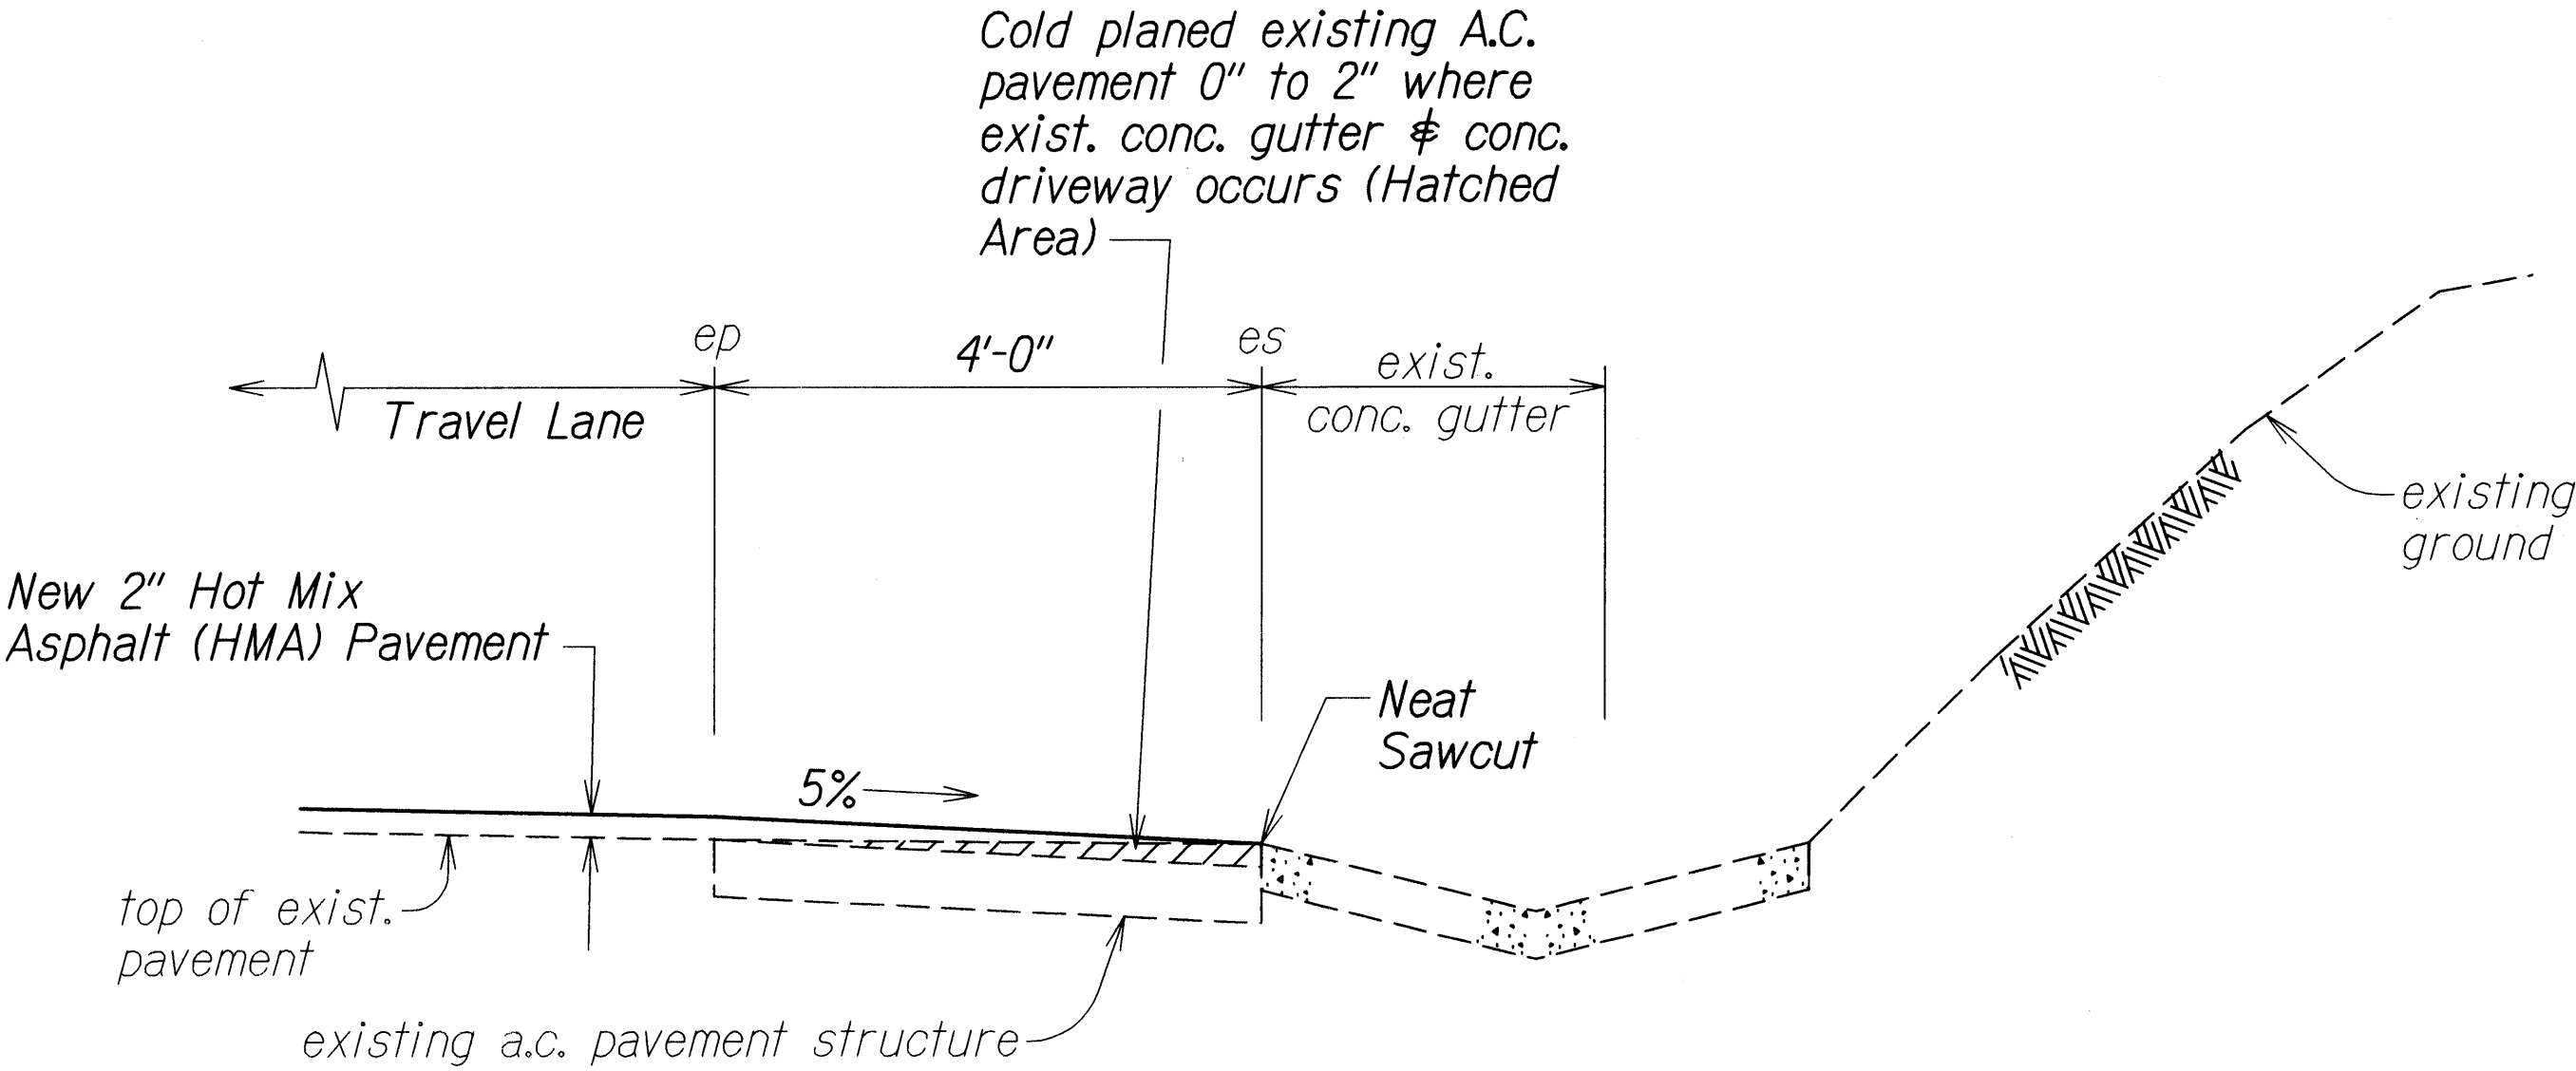 Cold planed existing A.C.
pavement 0" to 2" where
exist. conc. gutter & conc.
driveway occurs (Hatched
Area)
ep
4'-0"
es
exist.
conc. gutter
Travel Lane
existing
ground
New 2" Hot Mix
Asphalt (HMA) Pavement
Neat
Sawcut
5%
top of exist.
pavement
existing a.c. pavement structure